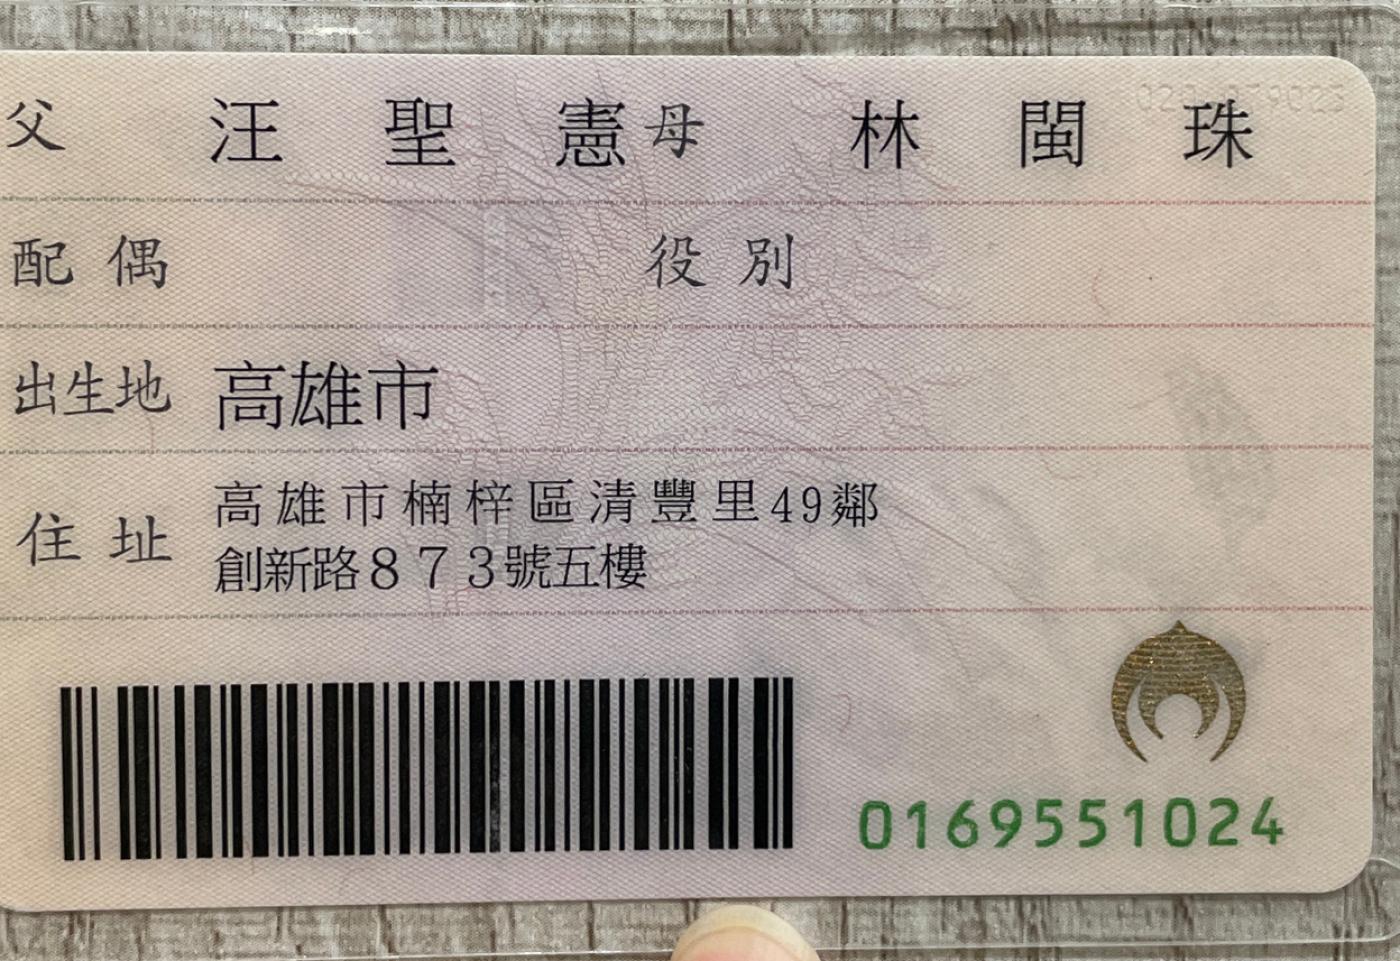 父 汪聖憲 母 林閩珠
配偶 役別
出生地 高雄市
住址 高雄市楠梓區清豐里49鄰
創新路873號五樓
0169551024